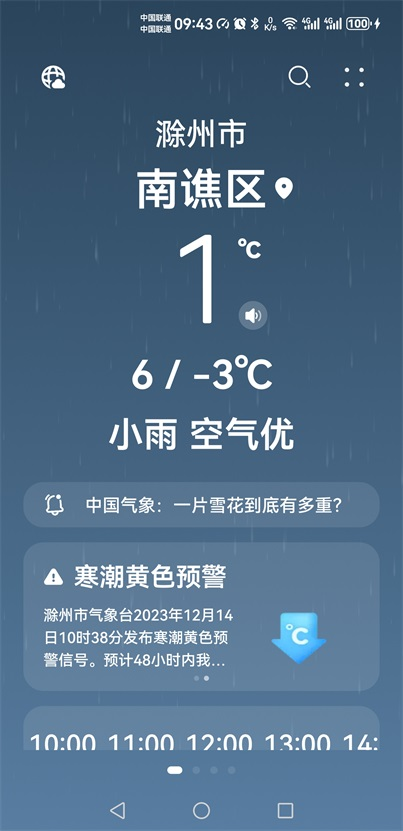 中国联通
中国联通
09:43
0
K/s
4G
4G
100
滁州市
南谯区
1℃
6 / -3℃
小雨 空气优
中国气象：一片雪花到底有多重？
寒潮黄色预警
滁州市气象台2023年12月14
日10时38分发布寒潮黄色预
警信号。预计48小时内我...
℃
10:00 11:00 12:00 13:00 14: